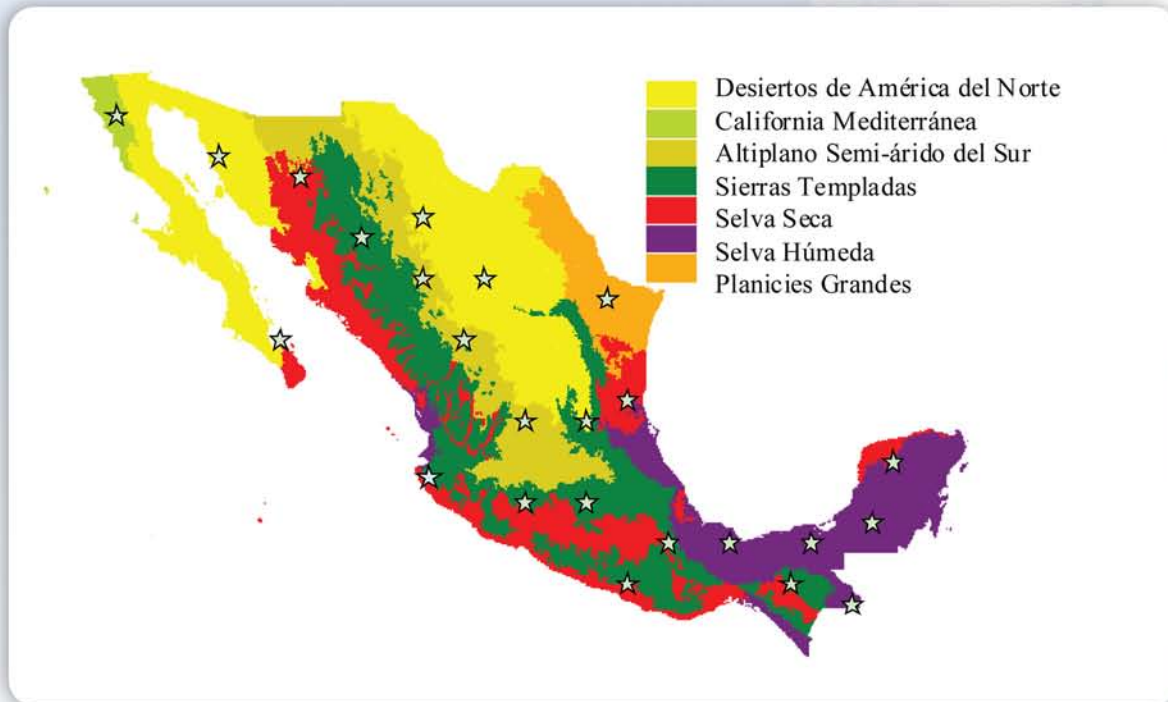 Desiertos de América del Norte
California Mediterránea
Altiplano Semi-árido del Sur
Sierras Templadas
Selva Seca
Selva Húmeda
Planicies Grandes